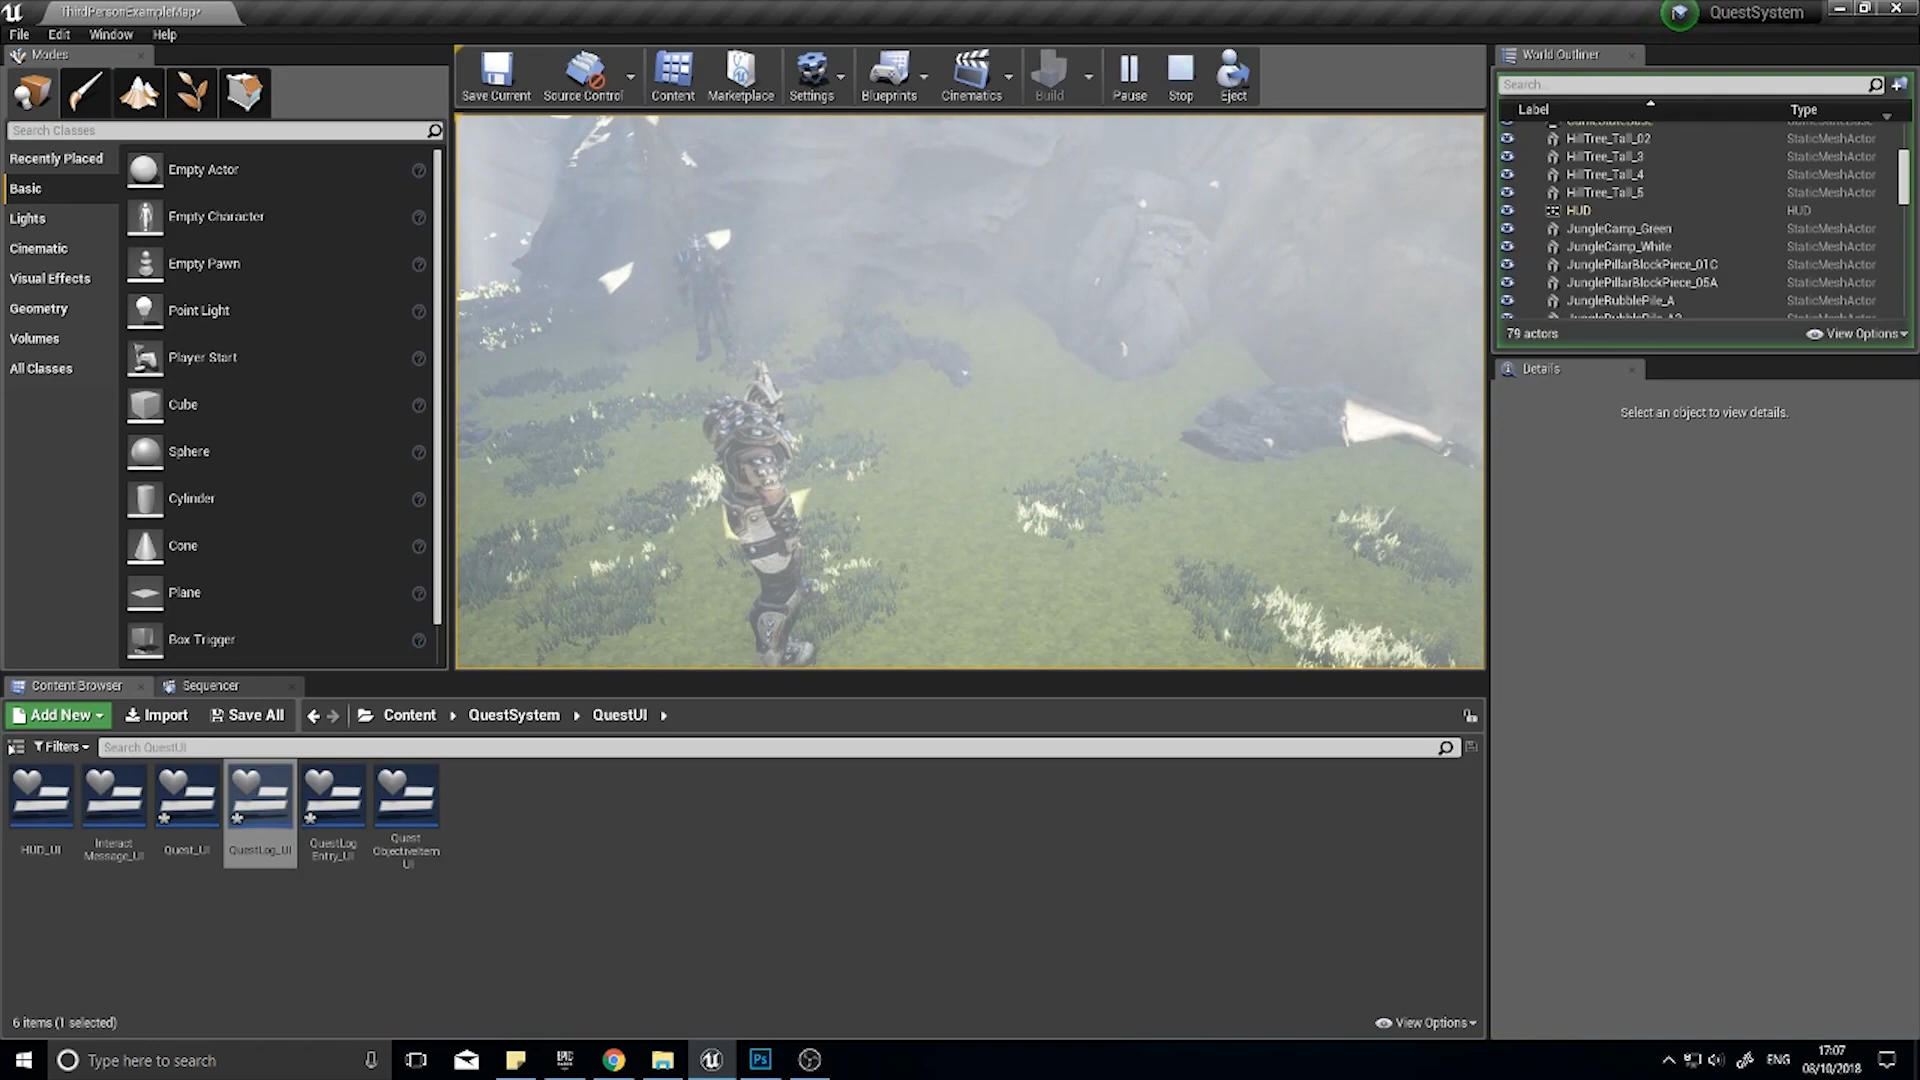 ThirdPersonExampleMap*
QuestSystem
File Edit Window Help
Modes
Search Classes
Recently Placed
Basic
Lights
Cinematic
Visual Effects
Geometry
Volumes
All Classes
Empty Actor
Empty Character
Empty Pawn
Point Light
Player Start
Cube
Sphere
Cylinder
Cone
Plane
Box Trigger
Save Current Source Control Content Marketplace Settings Blueprints Cinematics Build Pause Stop Eject
World Outliner
Search...
Label Type
GameStateBase GameStateBase
HillTree_Tall_02 StaticMeshActor
HillTree_Tall_3 StaticMeshActor
HillTree_Tall_4 StaticMeshActor
HillTree_Tall_5 StaticMeshActor
HUD HUD
JungleCamp_Green StaticMeshActor
JungleCamp_White StaticMeshActor
JunglePillarBlockPiece_01C StaticMeshActor
JunglePillarBlockPiece_05A StaticMeshActor
JungleRubblePile_A StaticMeshActor
79 actors View Options
Details
Select an object to view details.
Content Browser Sequencer
Add New Import Save All Content QuestSystem QuestUI
Filters Search QuestUI
HUD_UI
Interact
Message_UI
Quest_UI
QuestLog_UI
QuestLog
Entry_UI
Quest
ObjectiveItem
UI
6 items (1 selected) View Options
Type here to search
EPIC
GAMES
Ps
ENG
17:07
08/10/2018